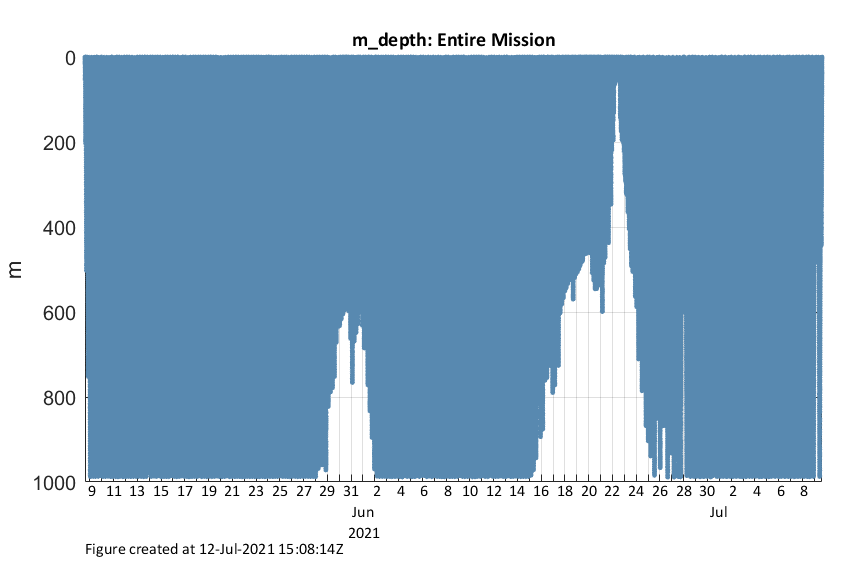 m_depth: Entire Mission
0
200
400
600
800
1000
m
9 11 13 15 17 19 21 23 25 27 29 31 2 4 6 8 10 12 14 16 18 20 22 24 26 28 30 2 4 6 8
Jun Jul
2021
Figure created at 12-Jul-2021 15:08:14Z